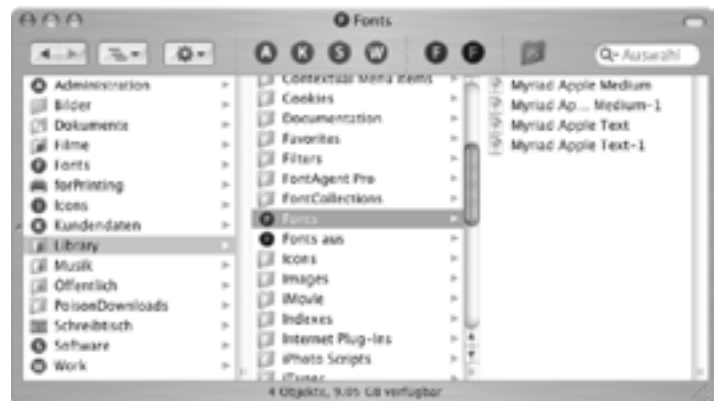 Fonts
A K S W F F
Auswahl
Administration
Bilder
Dokumente
Filme
Fonts
forPrinting
Icons
Kundendaten
Library
Musik
Öffentlich
PoisonDownloads
Schreibtisch
Software
Work
Contextual Menu Items
Cookies
Documentation
Favorites
Filters
FontAgent Pro
FontCollections
Fonts
Fonts aus
Icons
Images
iMovie
Indexes
Internet Plug-Ins
iPhoto Scripts
iTunes
Myriad Apple Medium
Myriad Ap... Medium-1
Myriad Apple Text
Myriad Apple Text-1
4 Objekte, 9,05 GB verfügbar